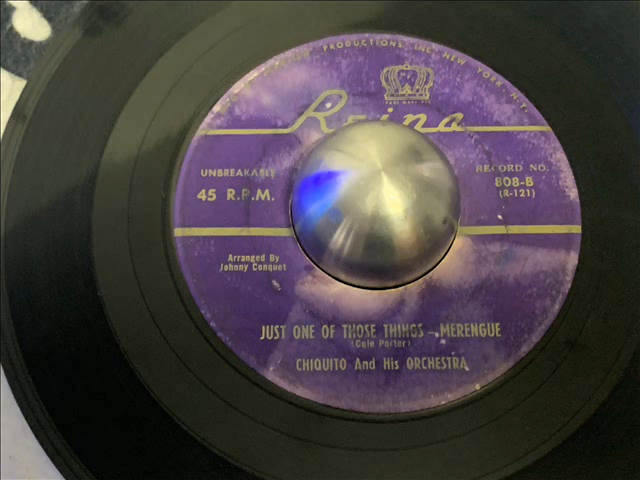 PRODUCTIONS, INC. NEW YORK, N.Y.
Reina
UNBREAKABLE
45 R.P.M.
RECORD NO.
808-B
(R-121)
Arranged By
Johnny Conquet
JUST ONE OF THOSE THINGS - MERENGUE
(Cole Porter)
CHIQUITO And His ORCHESTRA